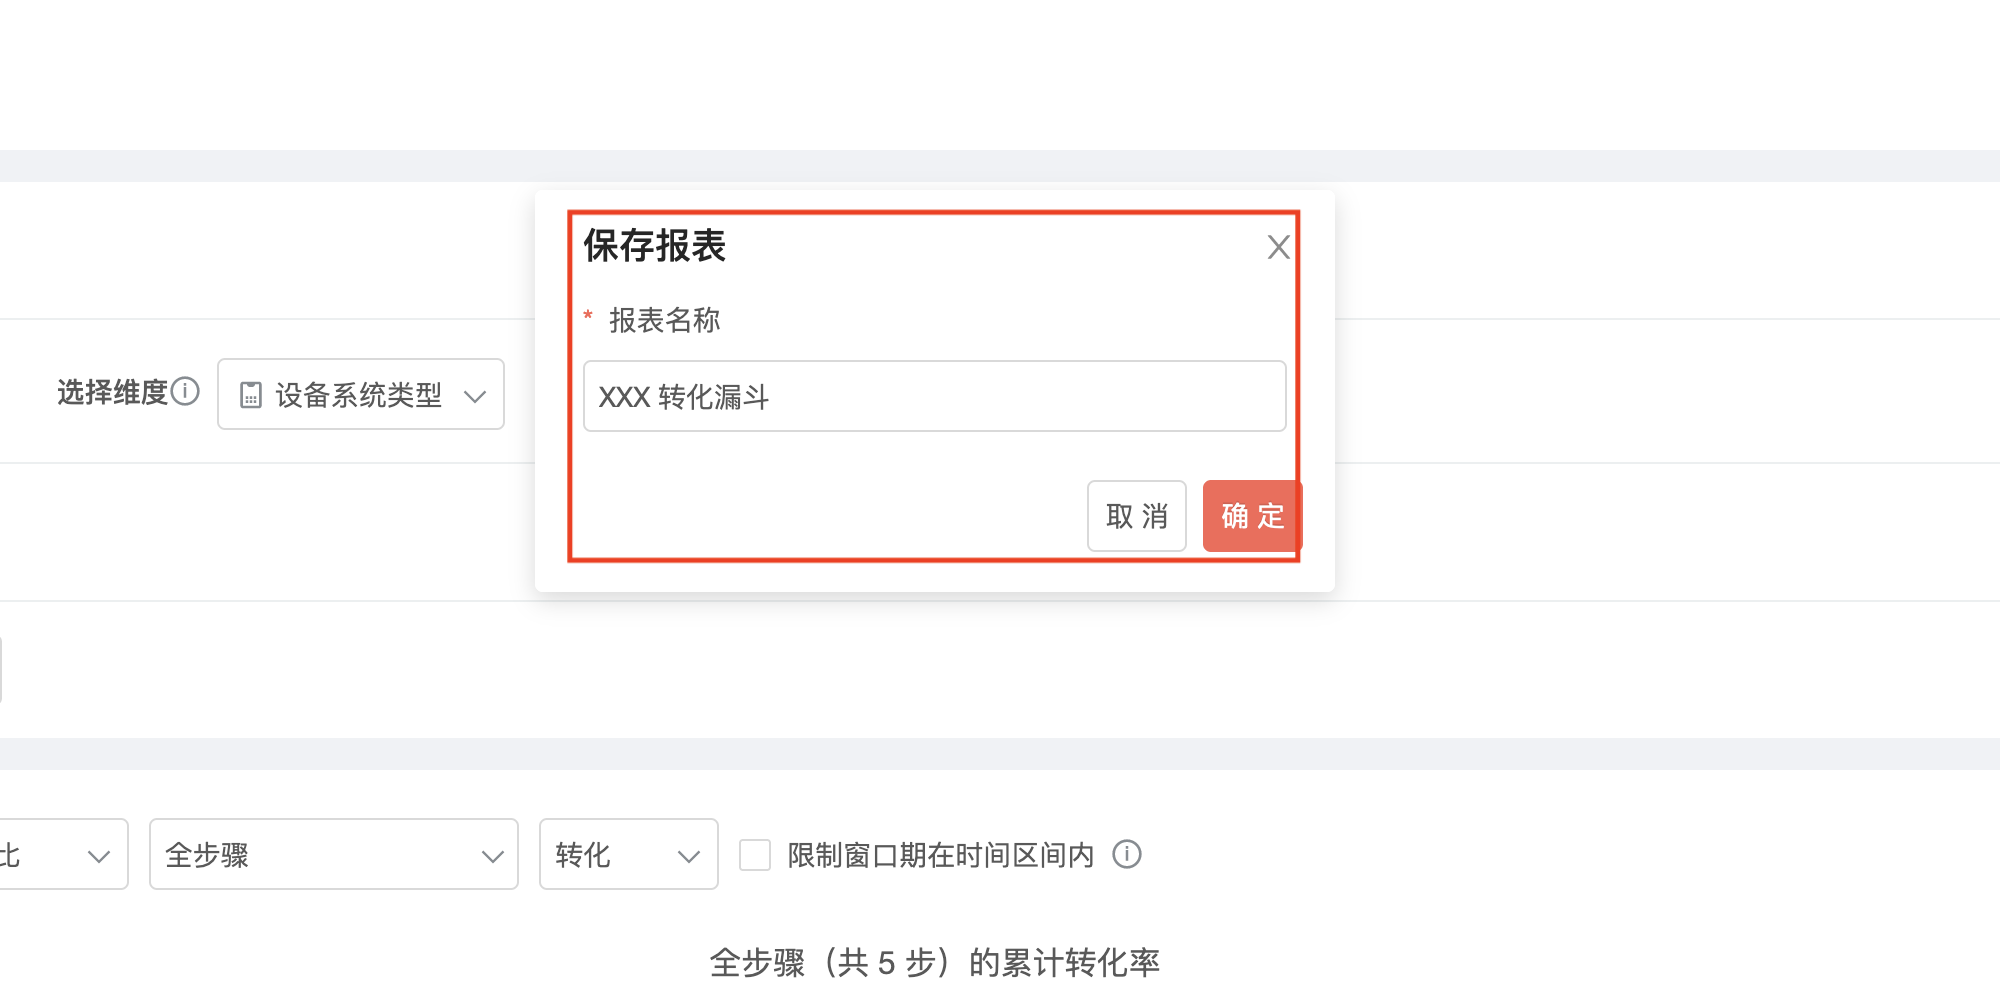 保存报表
* 报表名称
选择维度 设备系统类型
XXX 转化漏斗
取 消 确 定
比 全步骤 转化 限制窗口期在时间区间内
全步骤（共 5 步）的累计转化率